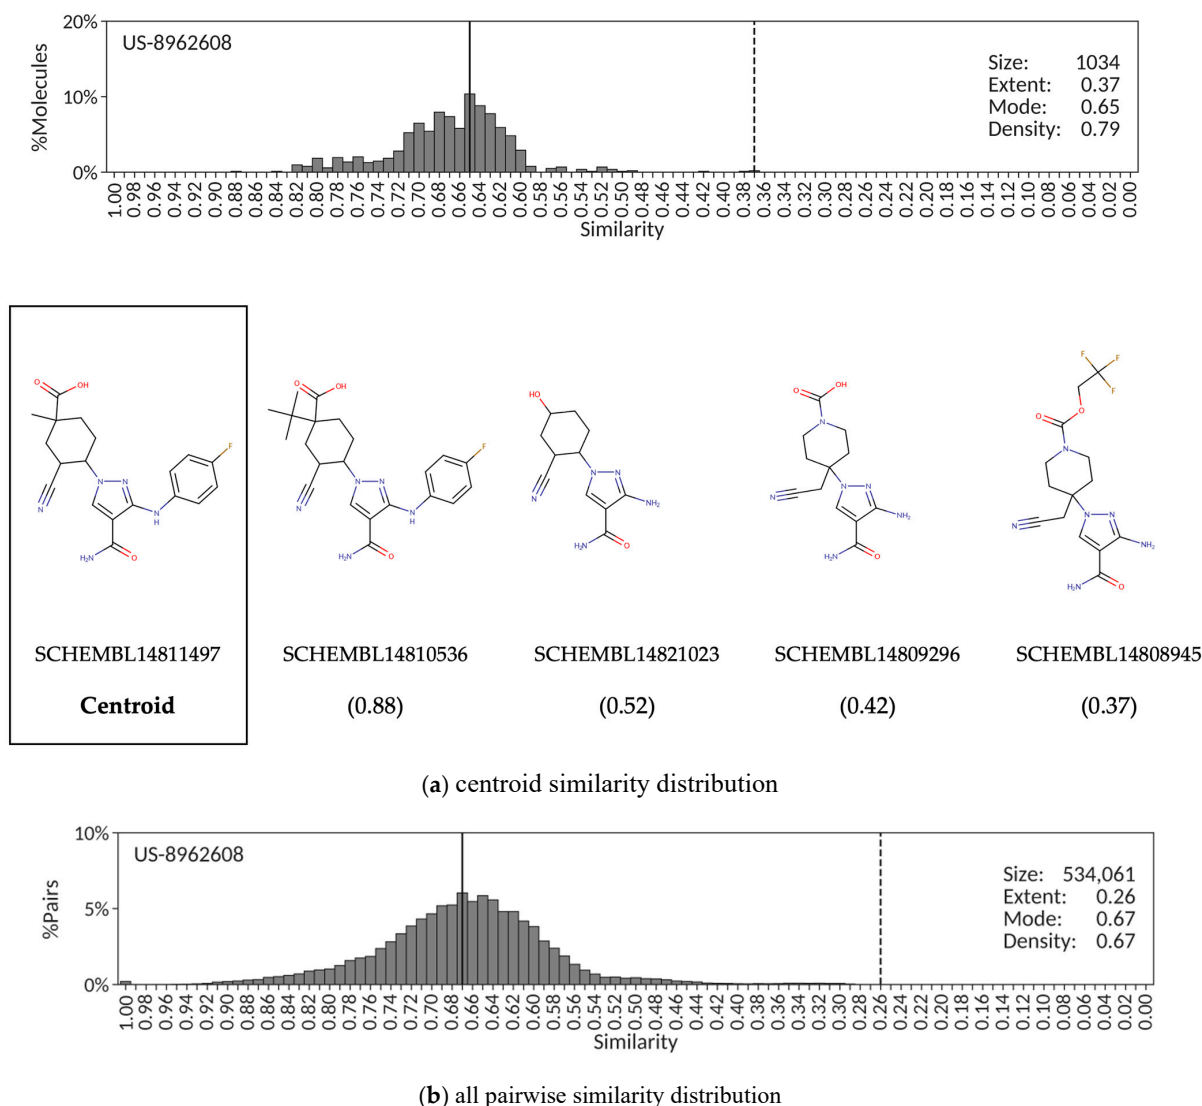 20%
10%
0%
%Molecules
US-8962608
Size: 1034
Extent: 0.37
Mode: 0.65
Density: 0.79
1.00 0.98 0.96 0.94 0.92 0.90 0.88 0.86 0.84 0.82 0.80 0.78 0.76 0.74 0.72 0.70 0.68 0.66 0.64 0.62 0.60 0.58 0.56 0.54 0.52 0.50 0.48 0.46 0.44 0.42 0.40 0.38 0.36 0.34 0.32 0.30 0.28 0.26 0.24 0.22 0.20 0.18 0.16 0.14 0.12 0.10 0.08 0.06 0.04 0.02 0.00
Similarity
O OH N N N N H F H₂N O
O OH N N N N H F H₂N O
HO N N N NH₂ H₂N O
O OH N N N N NH₂ H₂N O
F F F O O N N N N NH₂ H₂N O
SCHEMBL14811497 SCHEMBL14810536 SCHEMBL14821023 SCHEMBL14809296 SCHEMBL14808945
Centroid (0.88) (0.52) (0.42) (0.37)
(a) centroid similarity distribution
10%
5%
0%
%Pairs
US-8962608
Size: 534,061
Extent: 0.26
Mode: 0.67
Density: 0.67
1.00 0.98 0.96 0.94 0.92 0.90 0.88 0.86 0.84 0.82 0.80 0.78 0.76 0.74 0.72 0.70 0.68 0.66 0.64 0.62 0.60 0.58 0.56 0.54 0.52 0.50 0.48 0.46 0.44 0.42 0.40 0.38 0.36 0.34 0.32 0.30 0.28 0.26 0.24 0.22 0.20 0.18 0.16 0.14 0.12 0.10 0.08 0.06 0.04 0.02 0.00
Similarity
(b) all pairwise similarity distribution